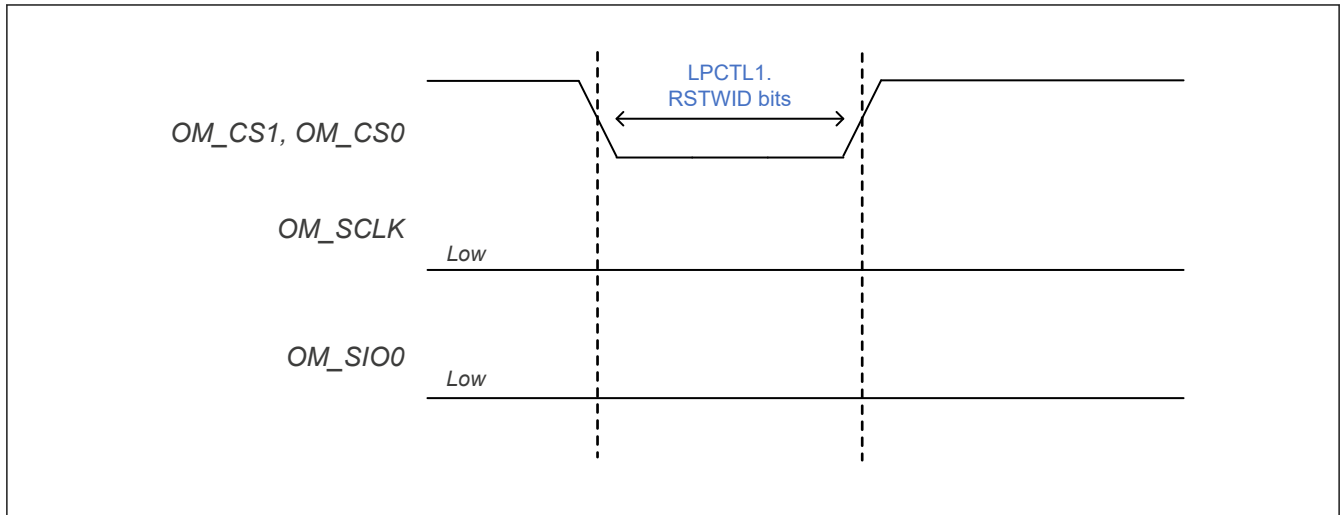 LPCTL1.
RSTWID bits
OM_CS1, OM_CS0
OM_SCLK
Low
OM_SIO0
Low